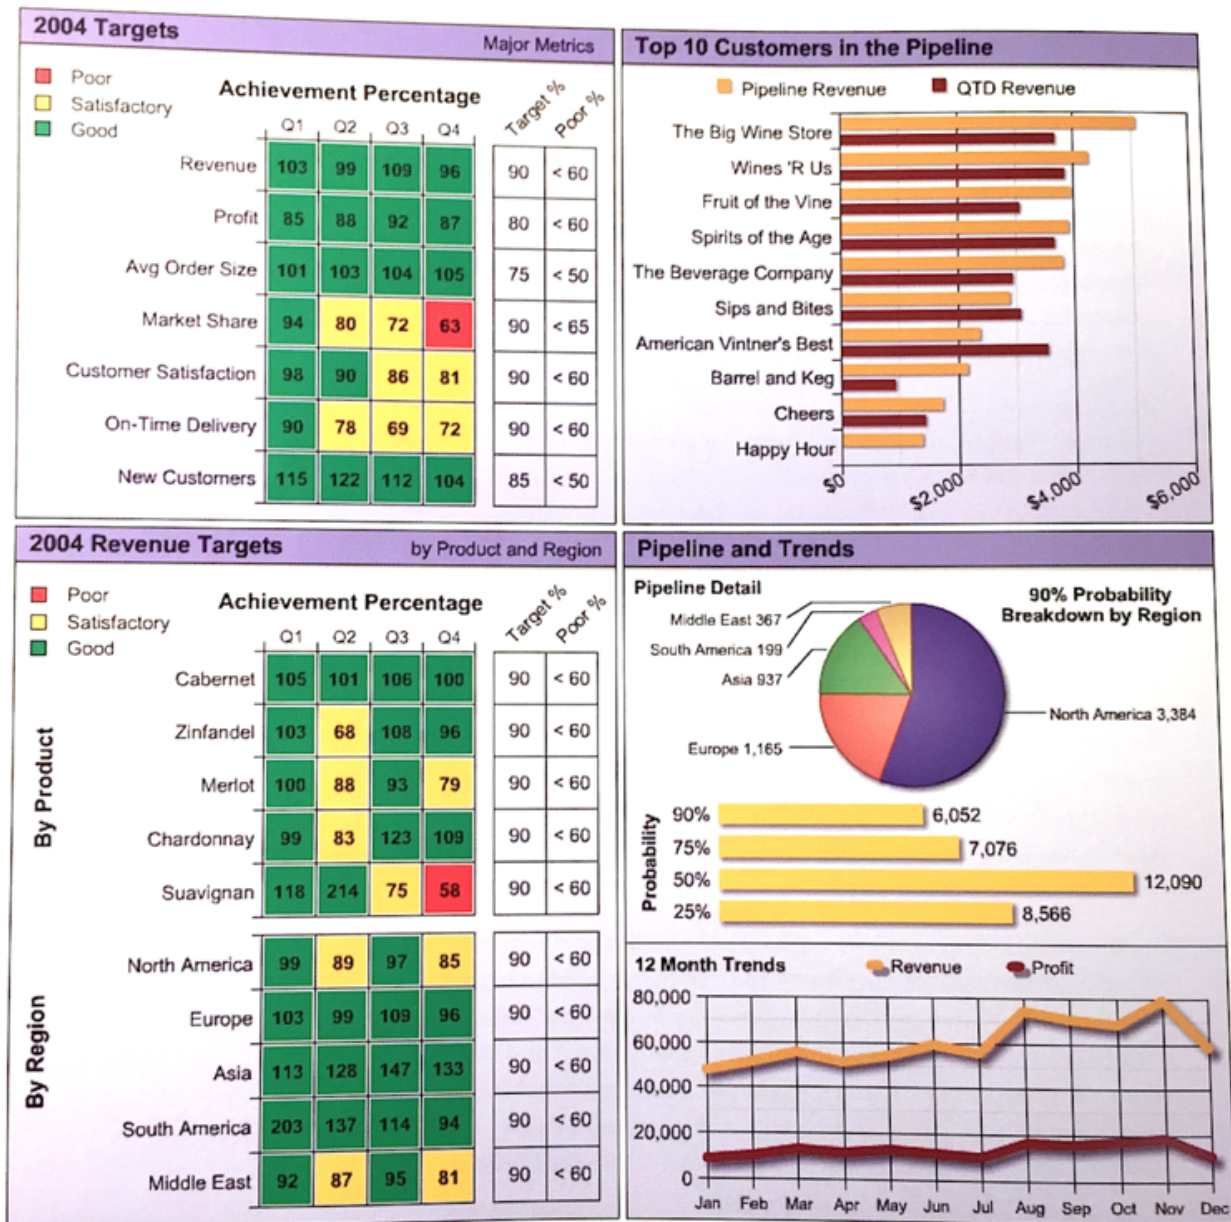 2004 Targets Major Metrics
Poor
Satisfactory
Good
Achievement Percentage
Q1 Q2 Q3 Q4 Target % Poor %
Revenue 103 99 109 96 90 < 60
Profit 85 88 92 87 80 < 60
Avg Order Size 101 103 104 105 75 < 50
Market Share 94 80 72 63 90 < 65
Customer Satisfaction 98 90 86 81 90 < 60
On-Time Delivery 90 78 69 72 90 < 60
New Customers 115 122 112 104 85 < 50
Top 10 Customers in the Pipeline
Pipeline Revenue QTD Revenue
The Big Wine Store
Wines 'R Us
Fruit of the Vine
Spirits of the Age
The Beverage Company
Sips and Bites
American Vintner's Best
Barrel and Keg
Cheers
Happy Hour
$0 $2,000 $4,000 $6,000
2004 Revenue Targets by Product and Region
Poor
Satisfactory
Good
Achievement Percentage
Q1 Q2 Q3 Q4 Target % Poor %
By Product
Cabernet 105 101 106 100 90 < 60
Zinfandel 103 68 108 96 90 < 60
Merlot 100 88 93 79 90 < 60
Chardonnay 99 83 123 109 90 < 60
Suavignan 118 214 75 58 90 < 60
By Region
North America 99 89 97 85 90 < 60
Europe 103 99 109 96 90 < 60
Asia 113 128 147 133 90 < 60
South America 203 137 114 94 90 < 60
Middle East 92 87 95 81 90 < 60
Pipeline and Trends
Pipeline Detail
90% Probability
Breakdown by Region
Middle East 367
South America 199
Asia 937
North America 3,384
Europe 1,165
Probability
90% 6,052
75% 7,076
50% 12,090
25% 8,566
12 Month Trends Revenue Profit
80,000
60,000
40,000
20,000
0
Jan Feb Mar Apr May Jun Jul Aug Sep Oct Nov Dec